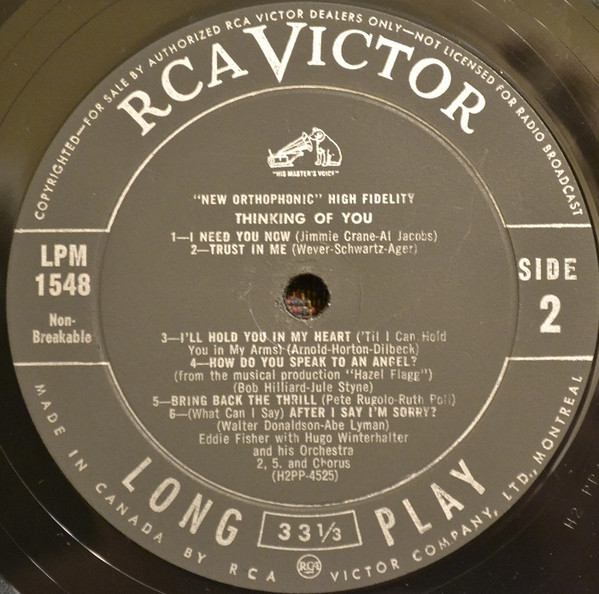 COPYRIGHTED—FOR SALE BY AUTHORIZED RCA VICTOR DEALERS ONLY—NOT LICENSED FOR RADIO BROADCAST
RCA VICTOR
"HIS MASTER'S VOICE"
"NEW ORTHOPHONIC" HIGH FIDELITY
THINKING OF YOU
1—I NEED YOU NOW (Jimmie Crane-Al Jacobs)
2—TRUST IN ME (Wever-Schwartz-Ager)
LPM
1548
Non-
Breakable
SIDE
2
3—I'LL HOLD YOU IN MY HEART ('Til I Can Hold
You in My Arms) (Arnold-Horton-Dilbeck)
4—HOW DO YOU SPEAK TO AN ANGEL?
(from the musical production "Hazel Flagg")
(Bob Hilliard-Jule Styne)
5—BRING BACK THE THRILL (Pete Rugolo-Ruth Poll)
6—(What Can I Say) AFTER I SAY I'M SORRY?
(Walter Donaldson-Abe Lyman)
Eddie Fisher with Hugo Winterhalter
and his Orchestra
2, 5. and Chorus
(H2PP-4525)
LONG 33 1/3 PLAY
MADE IN CANADA BY RCA RCA VICTOR COMPANY, LTD., MONTREAL